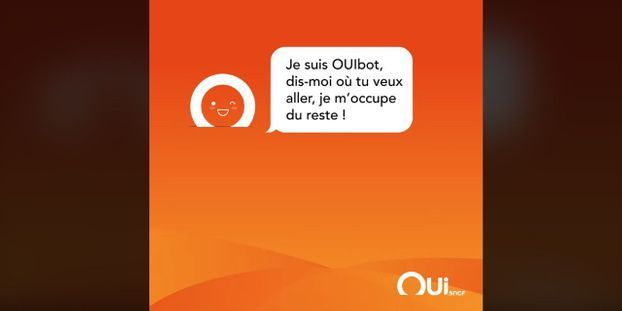 Je suis OUIbot,
dis-moi où tu veux
aller, je m'occupe
du reste !
OUi
.sncf